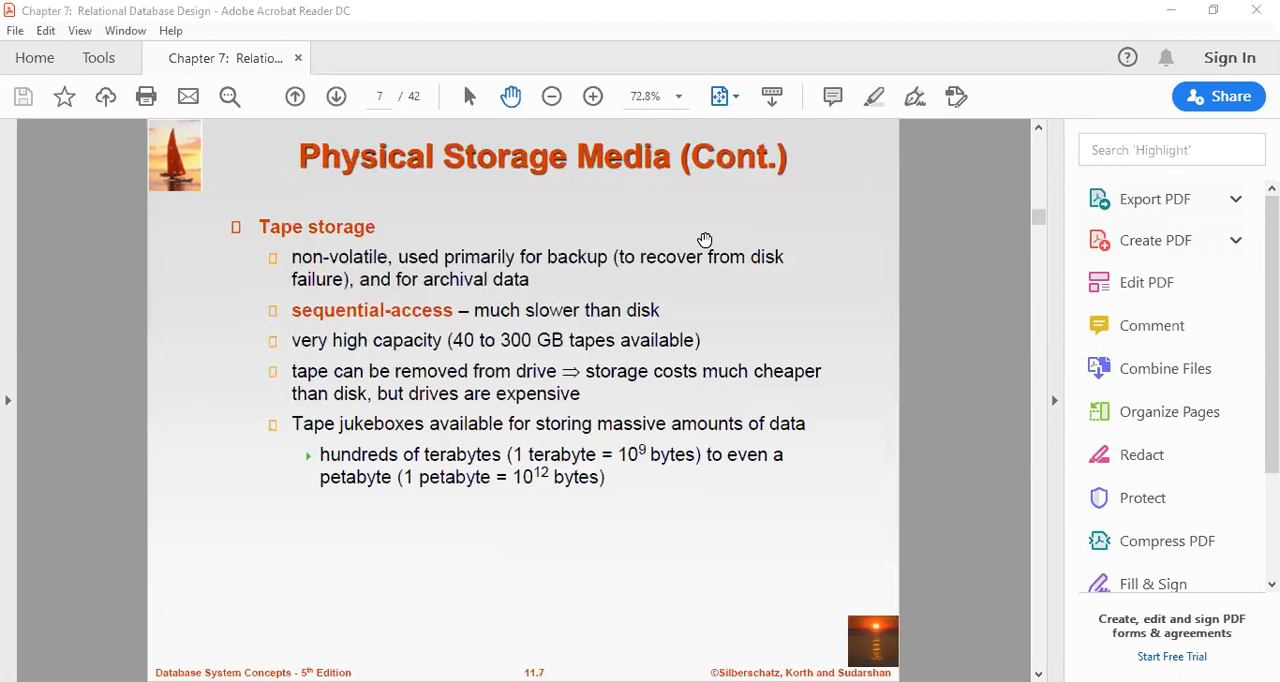 Chapter 7: Relational Database Design - Adobe Acrobat Reader DC
File Edit View Window Help
Home Tools Chapter 7: Relatio... × Sign In
7 / 42 72.8% Share
Physical Storage Media (Cont.)
Tape storage
non-volatile, used primarily for backup (to recover from disk
failure), and for archival data
sequential-access – much slower than disk
very high capacity (40 to 300 GB tapes available)
tape can be removed from drive ⇒ storage costs much cheaper
than disk, but drives are expensive
Tape jukeboxes available for storing massive amounts of data
hundreds of terabytes (1 terabyte = 10⁹ bytes) to even a
petabyte (1 petabyte = 10¹² bytes)
Database System Concepts - 5th Edition 11.7 ©Silberschatz, Korth and Sudarshan
Search 'Highlight'
Export PDF
Create PDF
Edit PDF
Comment
Combine Files
Organize Pages
Redact
Protect
Compress PDF
Fill & Sign
Create, edit and sign PDF
forms & agreements
Start Free Trial